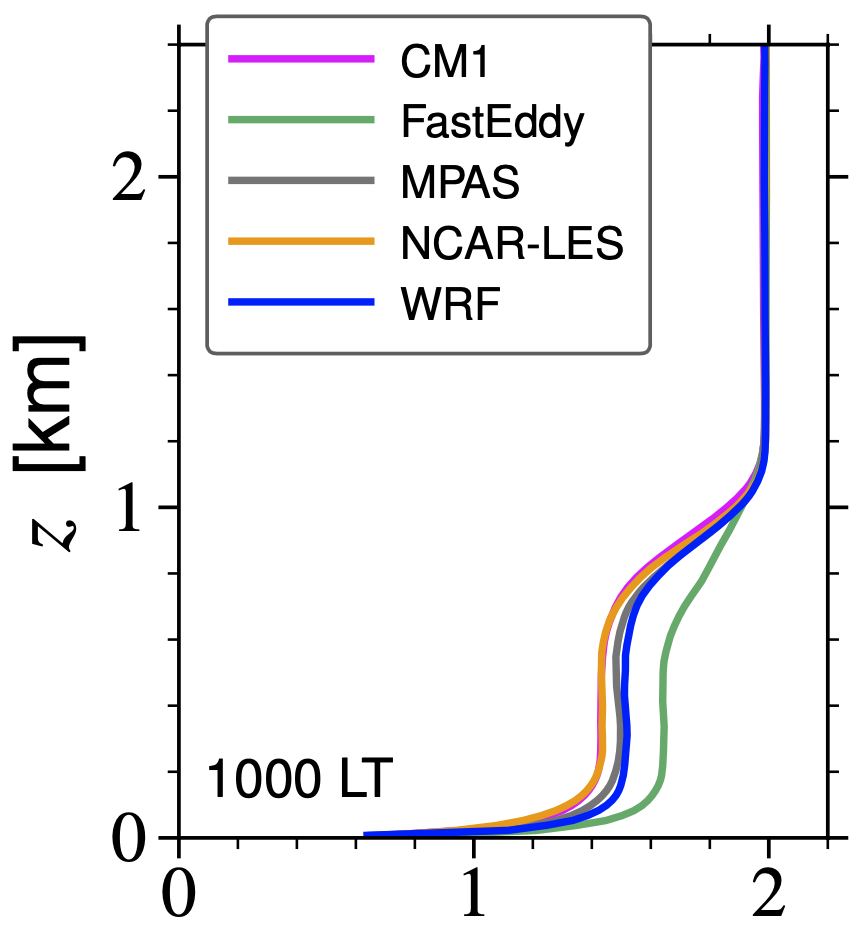 CM1
FastEddy
MPAS
NCAR-LES
WRF
2
1
0
z [km]
1000 LT
0 1 2